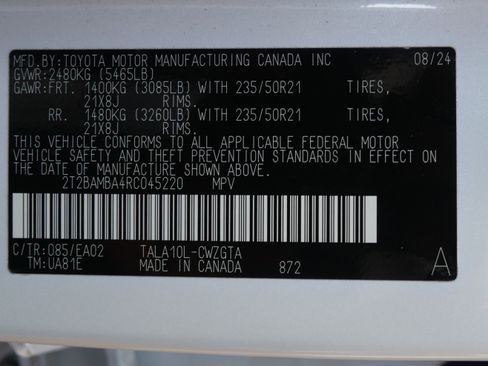 MFD.BY:TOYOTA MOTOR MANUFACTURING CANADA INC 08/24
GVWR:2480KG (5465LB)
GAWR:FRT. 1400KG (3085LB) WITH 235/50R21 TIRES,
21X8J RIMS.
RR. 1480KG (3260LB) WITH 235/50R21 TIRES,
21X8J RIMS.
THIS VEHICLE CONFORMS TO ALL APPLICABLE FEDERAL MOTOR
VEHICLE SAFETY AND THEFT PREVENTION STANDARDS IN EFFECT
ON THE DATE OF MANUFACTURE SHOWN ABOVE.
2T2BAMBA4RC045220 MPV
C/TR:085/EA02 TALA10L-CWZGTA
TM:UA81E MADE IN CANADA 872 A